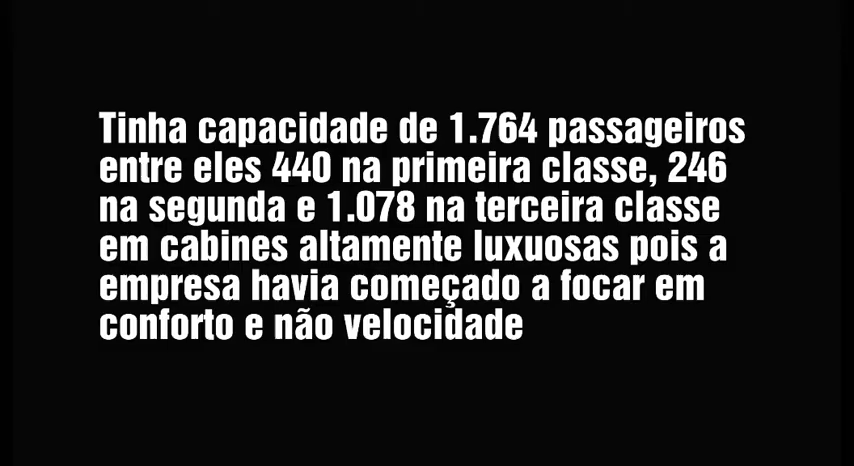 Tinha capacidade de 1.764 passageiros
entre eles 440 na primeira classe, 246
na segunda e 1.078 na terceira classe
em cabines altamente luxuosas pois a
empresa havia começado a focar em
conforto e não velocidade